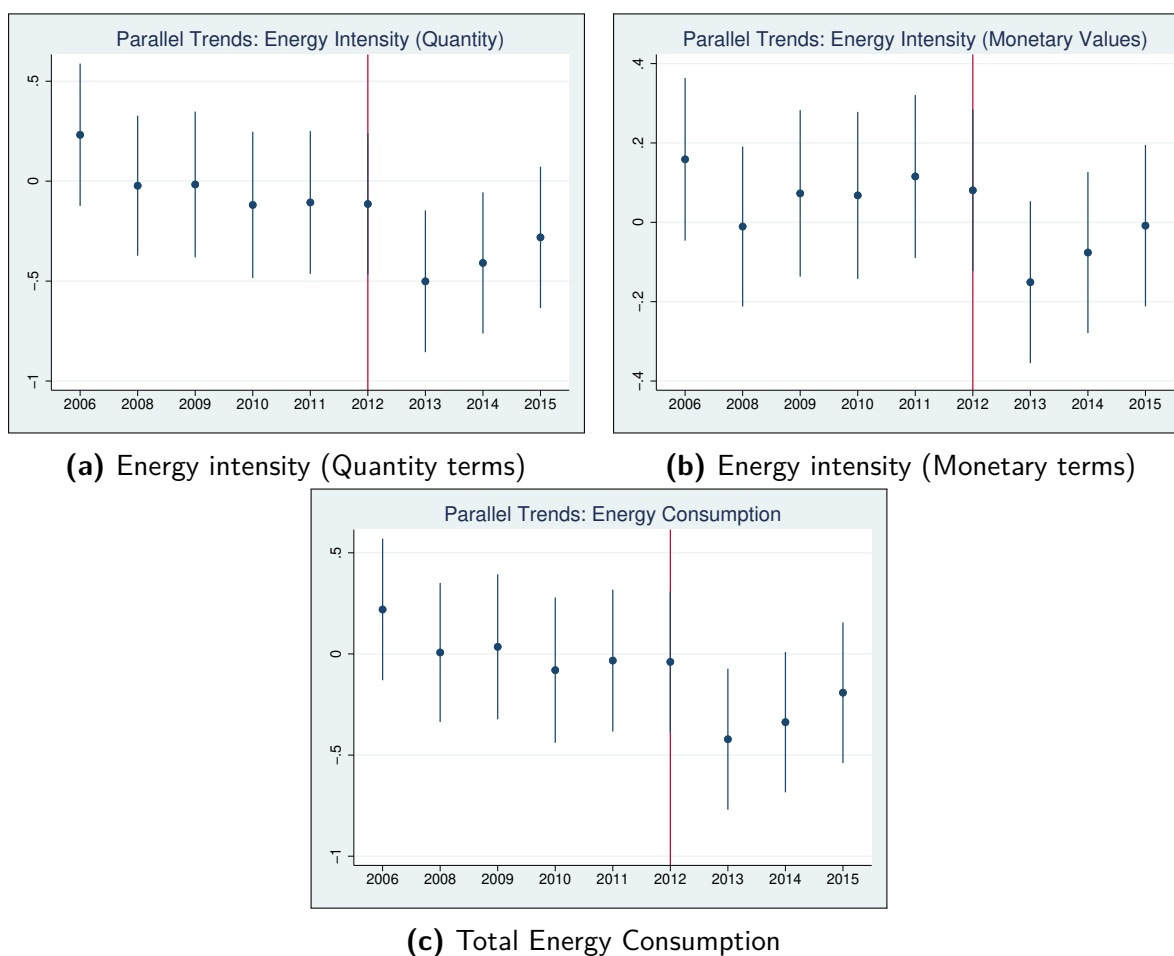 Parallel Trends: Energy Intensity (Quantity)
.5
0
-.5
-1
2006 2008 2009 2010 2011 2012 2013 2014 2015
(a) Energy intensity (Quantity terms)
Parallel Trends: Energy Intensity (Monetary Values)
.4
.2
0
-.2
-.4
2006 2008 2009 2010 2011 2012 2013 2014 2015
(b) Energy intensity (Monetary terms)
Parallel Trends: Energy Consumption
.5
0
-.5
-1
2006 2008 2009 2010 2011 2012 2013 2014 2015
(c) Total Energy Consumption